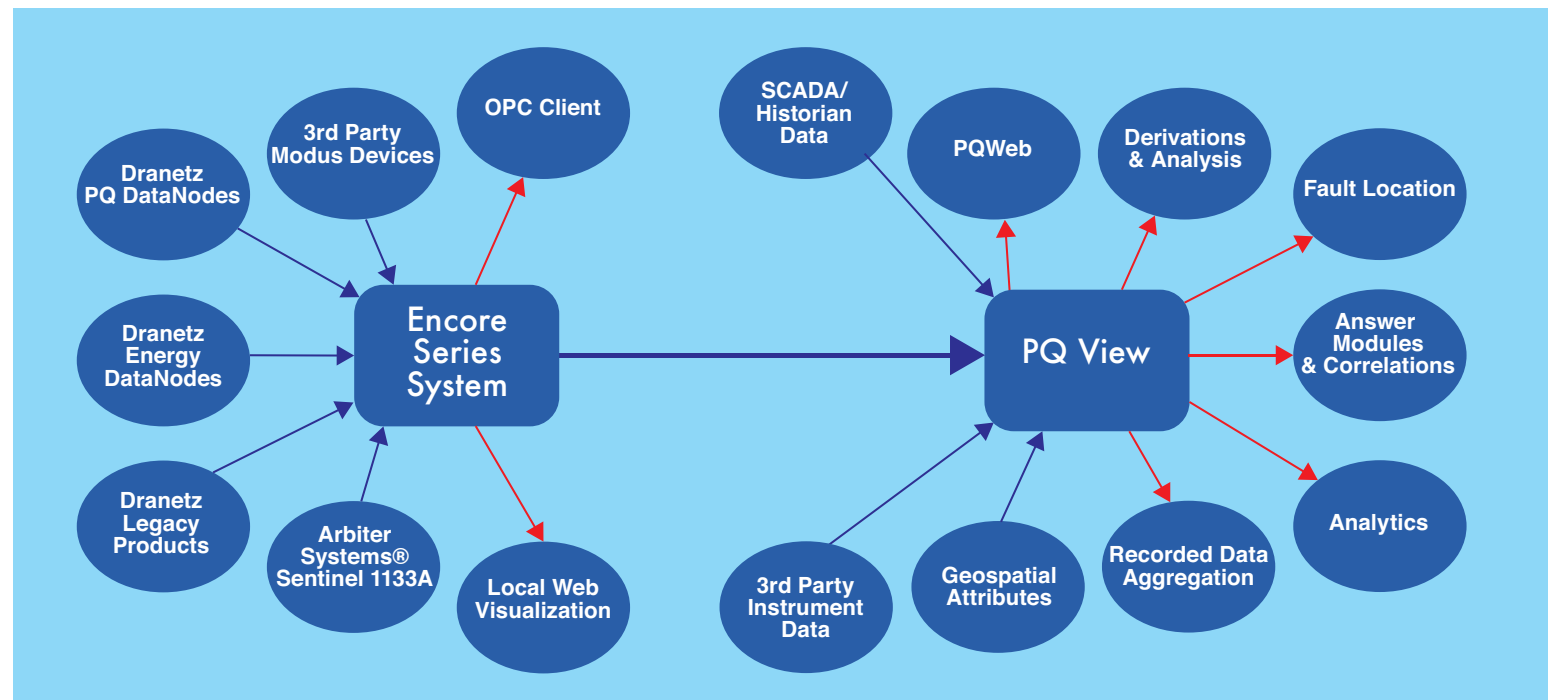 Dranetz
PQ DataNodes
3rd Party
Modus Devices
OPC Client
Dranetz
Energy
DataNodes
Encore
Series
System
Dranetz
Legacy
Products
Arbiter
Systems®
Sentinel 1133A
Local Web
Visualization
SCADA/
Historian
Data
PQWeb
Derivations
& Analysis
Fault Location
PQ View
Answer
Modules
& Correlations
3rd Party
Instrument
Data
Geospatial
Attributes
Recorded Data
Aggregation
Analytics